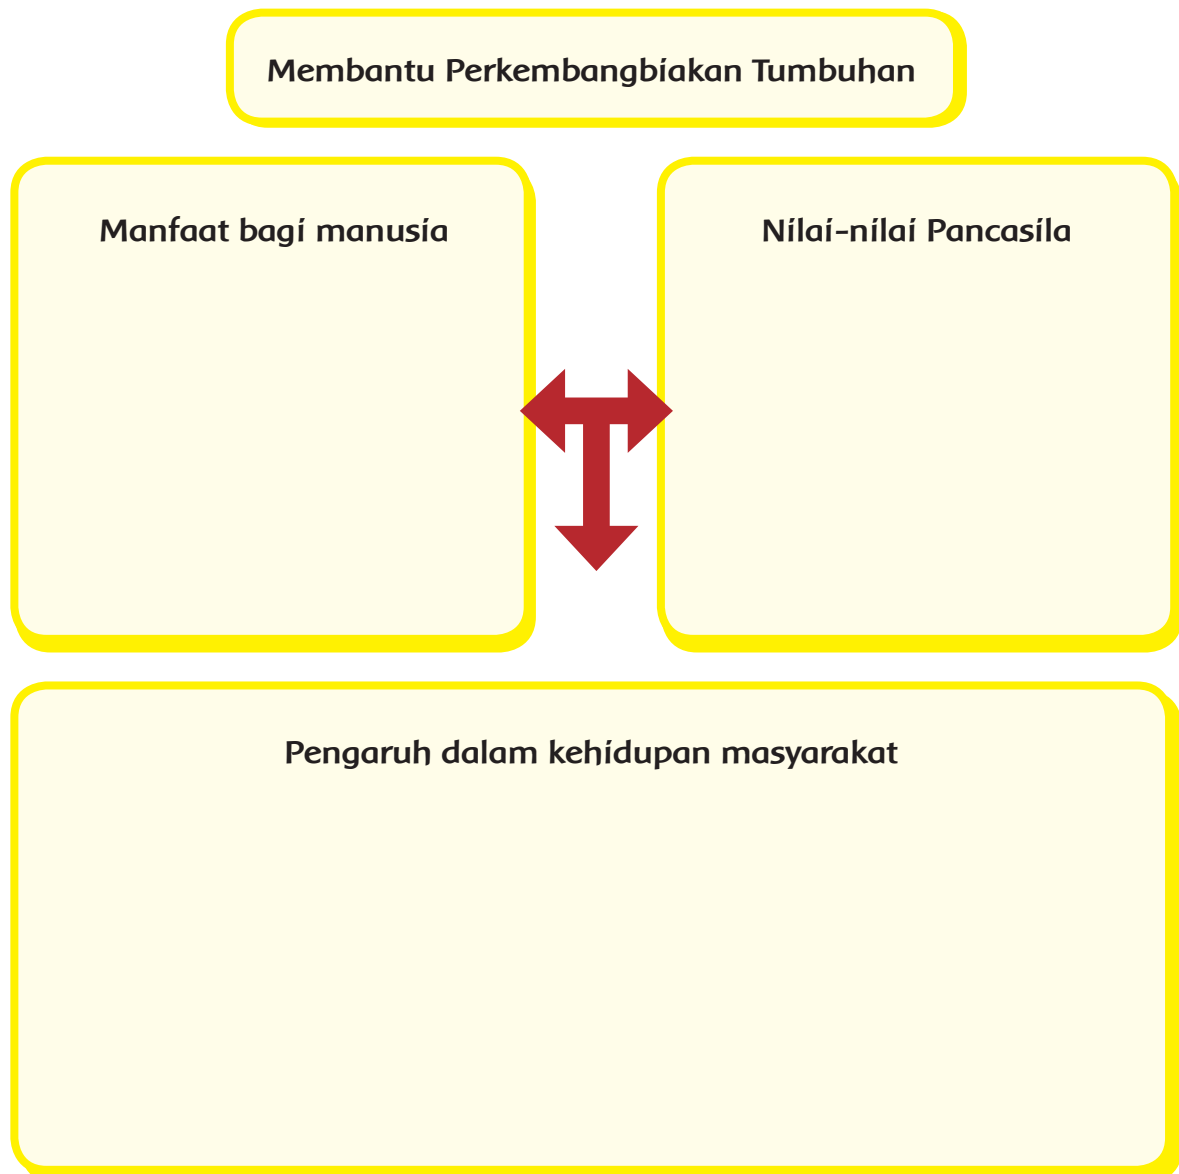 Membantu Perkembangbiakan Tumbuhan
Manfaat bagi manusia
Nilai-nilai Pancasila
Pengaruh dalam kehidupan masyarakat